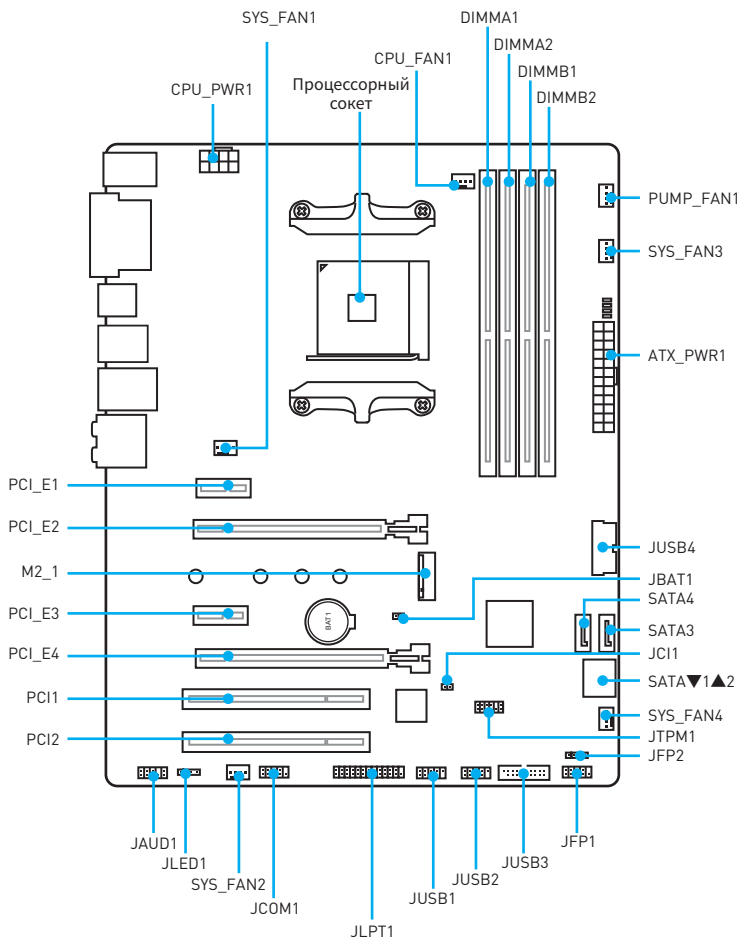 SYS_FAN1
DIMMA1
DIMMA2
CPU_FAN1
DIMMB1
Процессорный
сокет
CPU_PWR1
DIMMB2
PUMP_FAN1
SYS_FAN3
ATX_PWR1
PCI_E1
PCI_E2
JUSB4
M2_1
JBAT1
SATA4
PCI_E3
BAT1
SATA3
PCI_E4
JCI1
SATA▼1▲2
PCI1
SYS_FAN4
PCI2
JTPM1
JFP2
JAUD1
JLED1
SYS_FAN2
JCOM1
JLPT1
JUSB1
JUSB2
JUSB3
JFP1